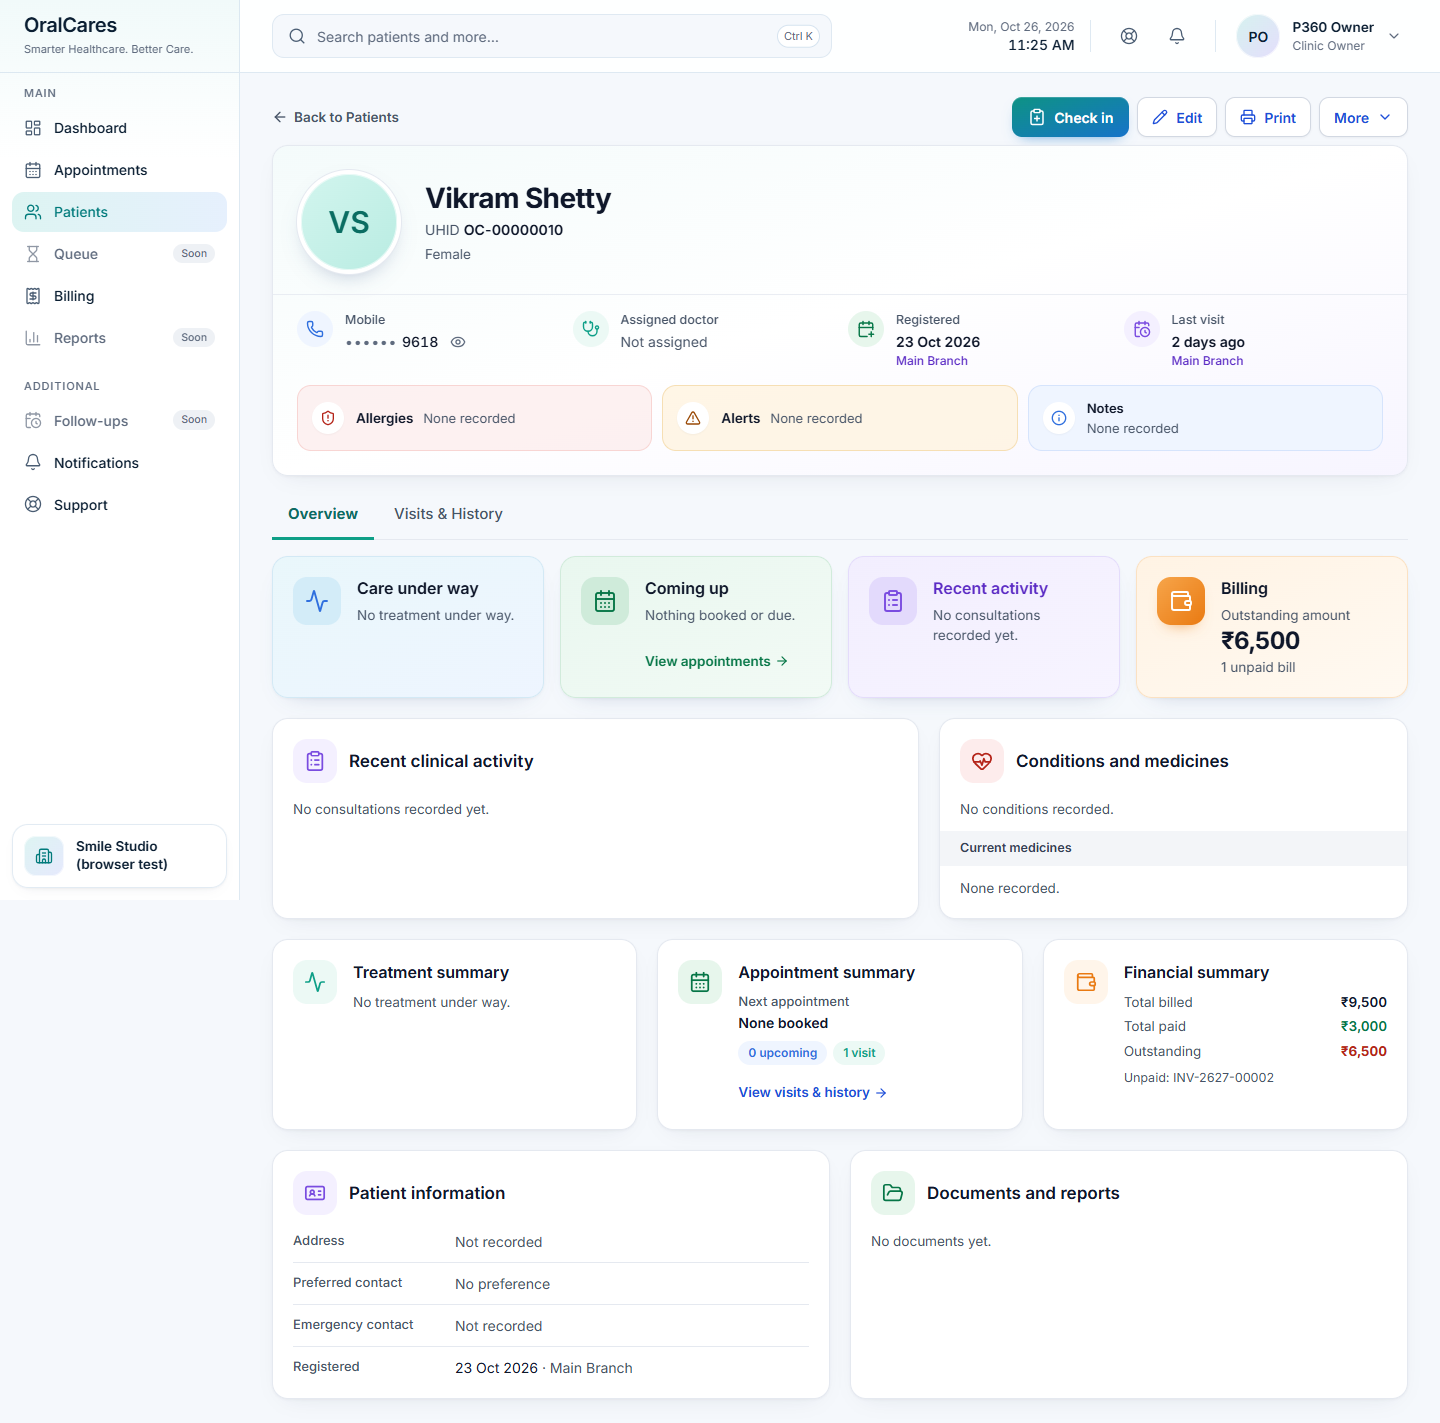 OralCares
Smarter Healthcare. Better Care.
Search patients and more...
Ctrl K
Mon, Oct 26, 2026
11:25 AM
PO
P360 Owner
Clinic Owner
MAIN
Dashboard
Appointments
Patients
Queue
Soon
Billing
Reports
Soon
ADDITIONAL
Follow-ups
Soon
Notifications
Support
Smile Studio
(browser test)
Back to Patients
Check in
Edit
Print
More
VS
Vikram Shetty
UHID OC-00000010
Female
Mobile
•••••• 9618
Assigned doctor
Not assigned
Registered
23 Oct 2026
Main Branch
Last visit
2 days ago
Main Branch
Allergies None recorded
Alerts None recorded
Notes
None recorded
Overview
Visits & History
Care under way
No treatment under way.
Coming up
Nothing booked or due.
View appointments →
Recent activity
No consultations
recorded yet.
Billing
Outstanding amount
₹6,500
1 unpaid bill
Recent clinical activity
No consultations recorded yet.
Conditions and medicines
No conditions recorded.
Current medicines
None recorded.
Treatment summary
No treatment under way.
Appointment summary
Next appointment
None booked
0 upcoming
1 visit
View visits & history →
Financial summary
Total billed ₹9,500
Total paid ₹3,000
Outstanding ₹6,500
Unpaid: INV-2627-00002
Patient information
Address Not recorded
Preferred contact No preference
Emergency contact Not recorded
Registered 23 Oct 2026 · Main Branch
Documents and reports
No documents yet.